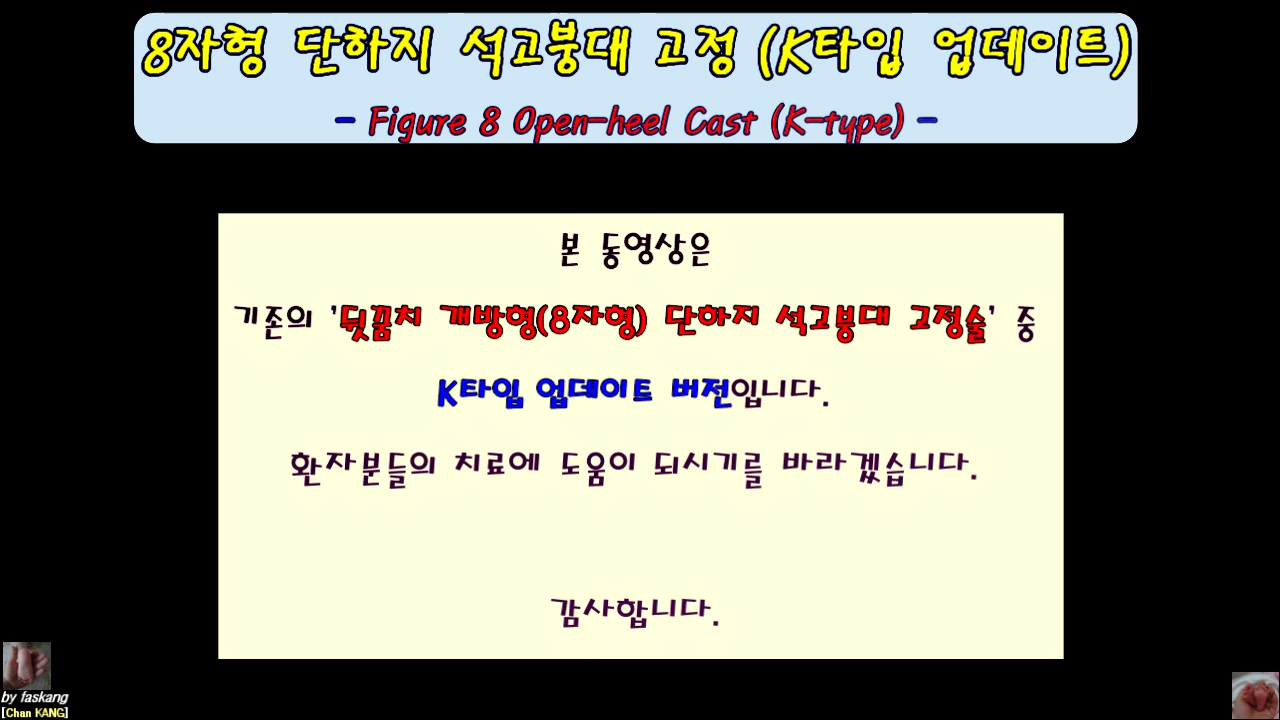 8자형 단하지 석고붕대 고정 (K타입 업데이트)
- Figure 8 Open-heel Cast (K-type) -
본 동영상은
기존의 '뒷꿈치 개방형(8자형) 단하지 석고붕대 고정술' 중
K타입 업데이트 버전입니다.
환자분들의 치료에 도움이 되시기를 바라겠습니다.
감사합니다.
by faskang
[Chan KANG]